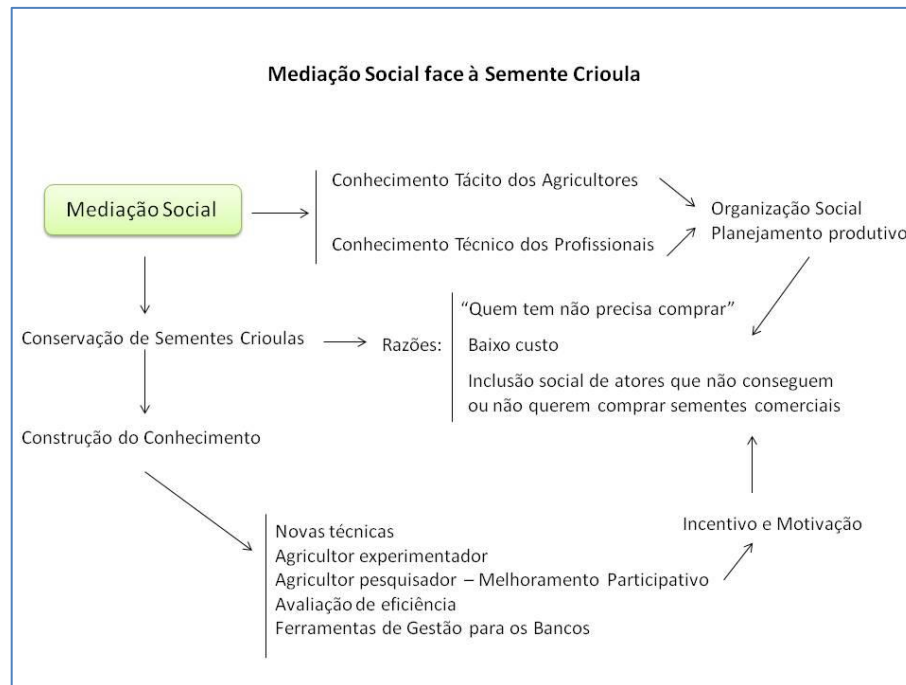 Mediação Social face à Semente Crioula
Mediação Social
Conhecimento Tácito dos Agricultores
Conhecimento Técnico dos Profissionais
Organização Social
Planejamento produtivo
Conservação de Sementes Crioulas
Razões:
“Quem tem não precisa comprar”
Baixo custo
Inclusão social de atores que não conseguem
ou não querem comprar sementes comerciais
Construção do Conhecimento
Novas técnicas
Agricultor experimentador
Agricultor pesquisador – Melhoramento Participativo
Avaliação de eficiência
Ferramentas de Gestão para os Bancos
Incentivo e Motivação